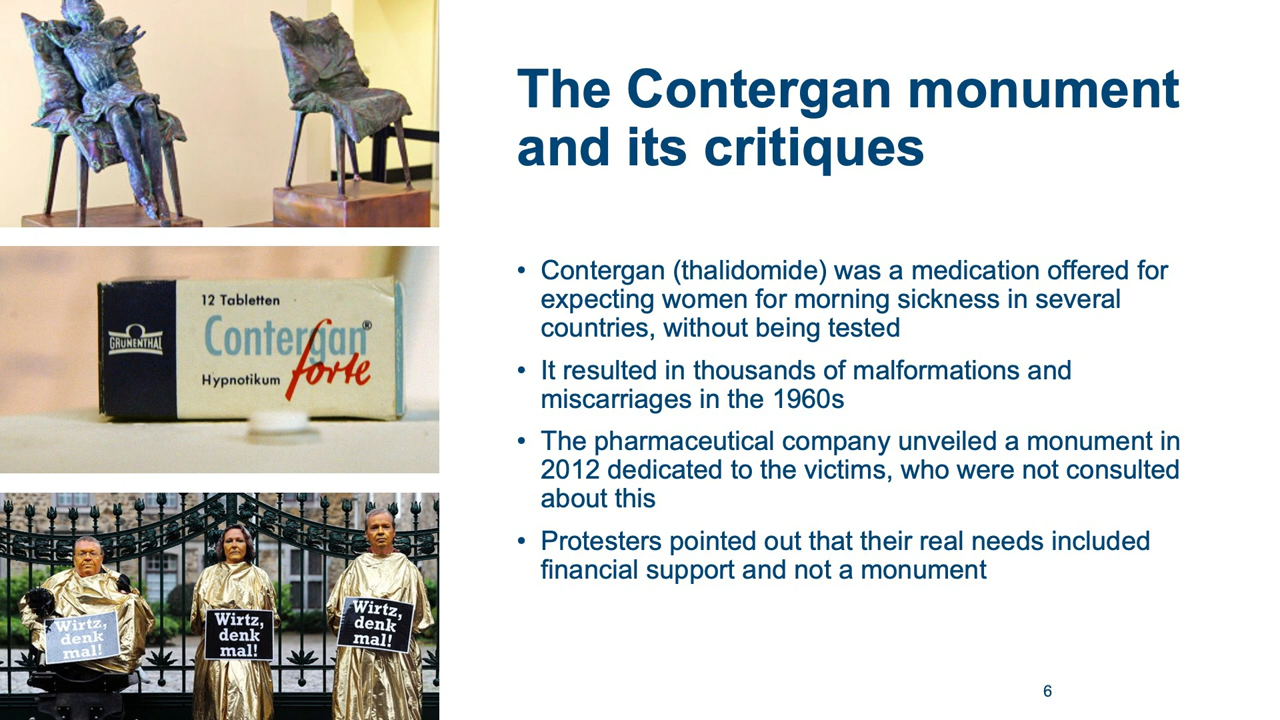 The Contergan monument
and its critiques
• Contergan (thalidomide) was a medication offered for
expecting women for morning sickness in several
countries, without being tested
• It resulted in thousands of malformations and
miscarriages in the 1960s
• The pharmaceutical company unveiled a monument in
2012 dedicated to the victims, who were not consulted
about this
• Protesters pointed out that their real needs included
financial support and not a monument
6
12 Tabletten
Contergan®
forte
Hypnotikum
GRÜNENTHAL
Wirtz,
denk
mal!
Wirtz,
denk
mal!
Wirtz,
denk
mal!